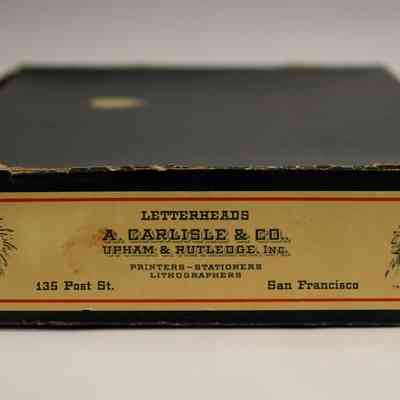 LETTERHEADS
A. CARLISLE & CO.,
UPHAM & RUTLEDGE, INC.
PRINTERS–STATIONERS
LITHOGRAPHERS
135 Post St. San Francisco